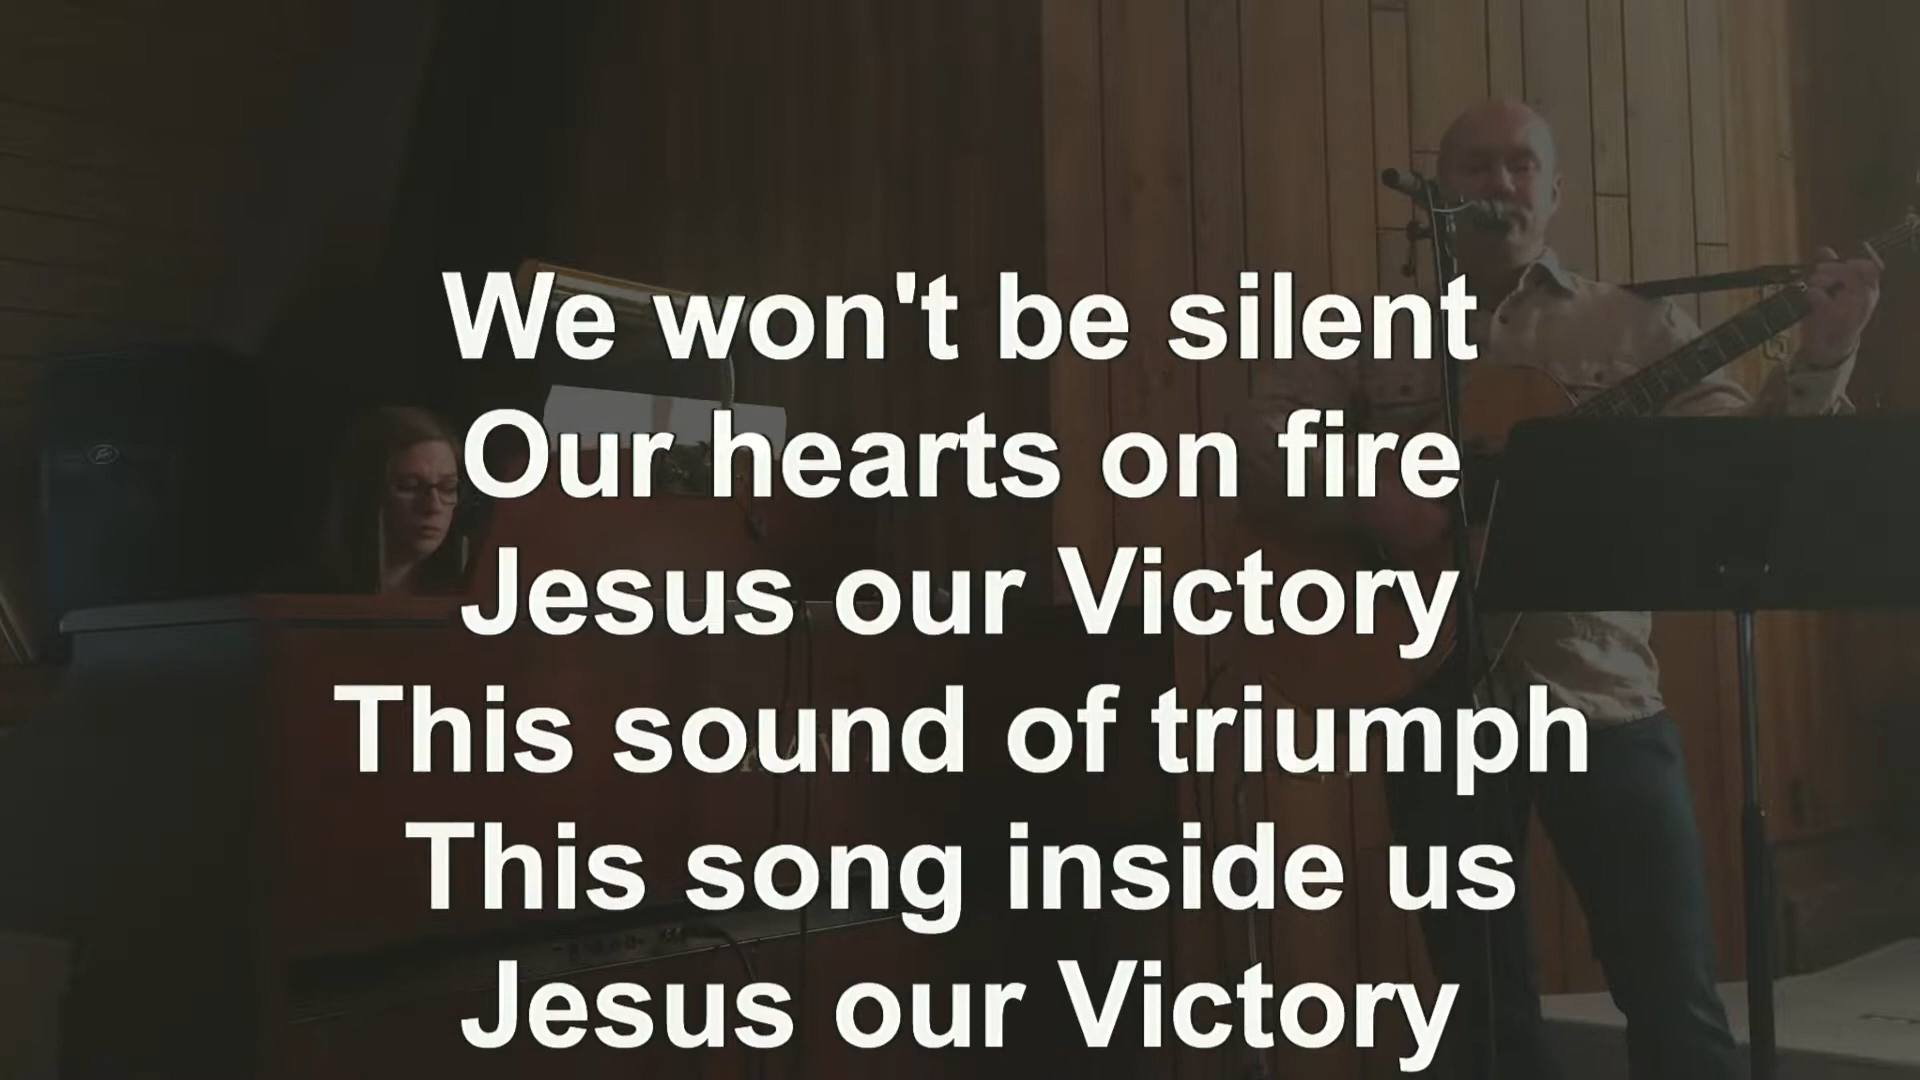 We won't be silent
Our hearts on fire
Jesus our Victory
This sound of triumph
This song inside us
Jesus our Victory